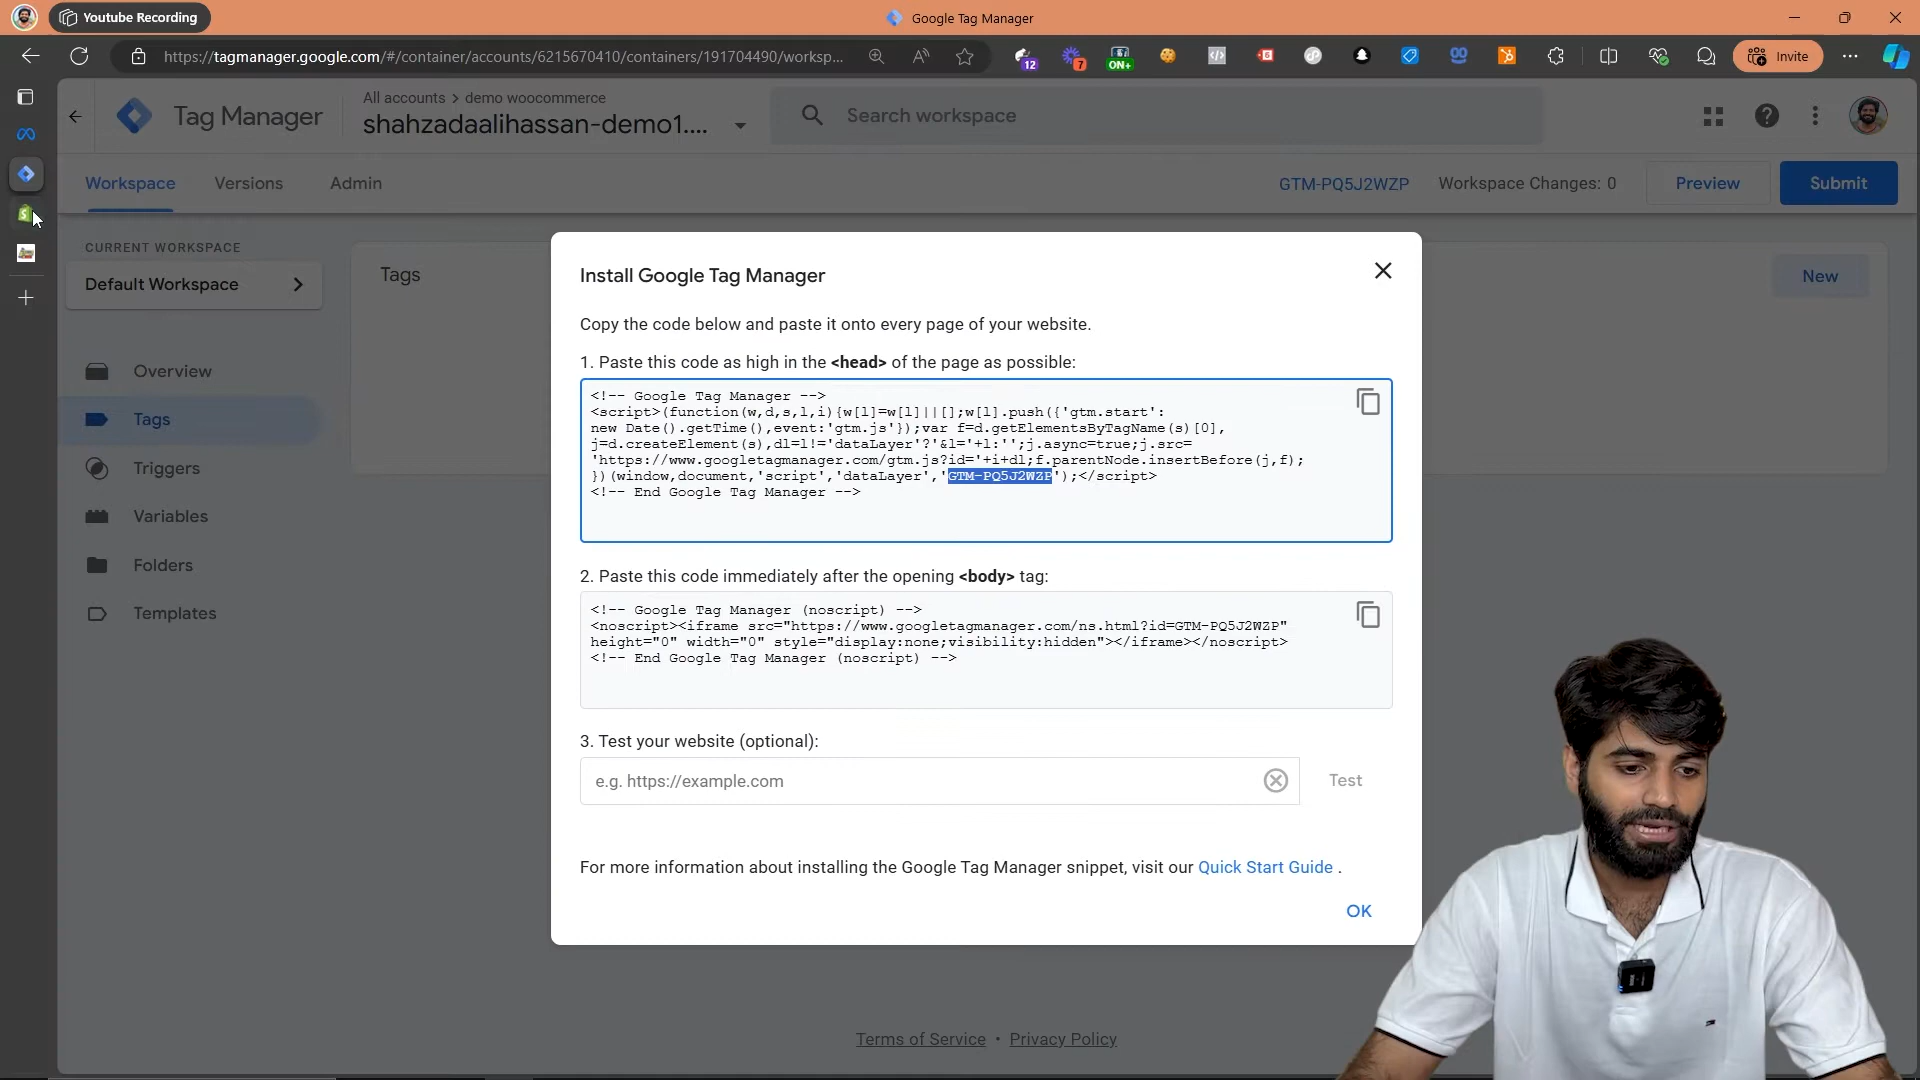 Youtube Recording
Google Tag Manager
https://tagmanager.google.com/#/container/accounts/6215670410/containers/191704490/worksp...
12
7
ON+
Invite
Tag Manager
All accounts > demo woocommerce
shahzadaalihassan-demo1....
Search workspace
Workspace
Versions
Admin
GTM-PQ5J2WZP
Workspace Changes: 0
Preview
Submit
CURRENT WORKSPACE
Default Workspace
Overview
Tags
Triggers
Variables
Folders
Templates
Tags
New
Install Google Tag Manager
Copy the code below and paste it onto every page of your website.
1. Paste this code as high in the <head> of the page as possible:
<!-- Google Tag Manager -->
<script>(function(w,d,s,l,i){w[l]=w[l]||[];w[l].push({'gtm.start':
new Date().getTime(),event:'gtm.js'});var f=d.getElementsByTagName(s)[0],
j=d.createElement(s),dl=l!='dataLayer'?'&l='+l:'';j.async=true;j.src=
'https://www.googletagmanager.com/gtm.js?id='+i+dl;f.parentNode.insertBefore(j,f);
})(window,document,'script','dataLayer','GTM-PQ5J2WZP');</script>
<!-- End Google Tag Manager -->
2. Paste this code immediately after the opening <body> tag:
<!-- Google Tag Manager (noscript) -->
<noscript><iframe src="https://www.googletagmanager.com/ns.html?id=GTM-PQ5J2WZP"
height="0" width="0" style="display:none;visibility:hidden"></iframe></noscript>
<!-- End Google Tag Manager (noscript) -->
3. Test your website (optional):
e.g. https://example.com
Test
For more information about installing the Google Tag Manager snippet, visit our Quick Start Guide .
OK
Terms of Service • Privacy Policy